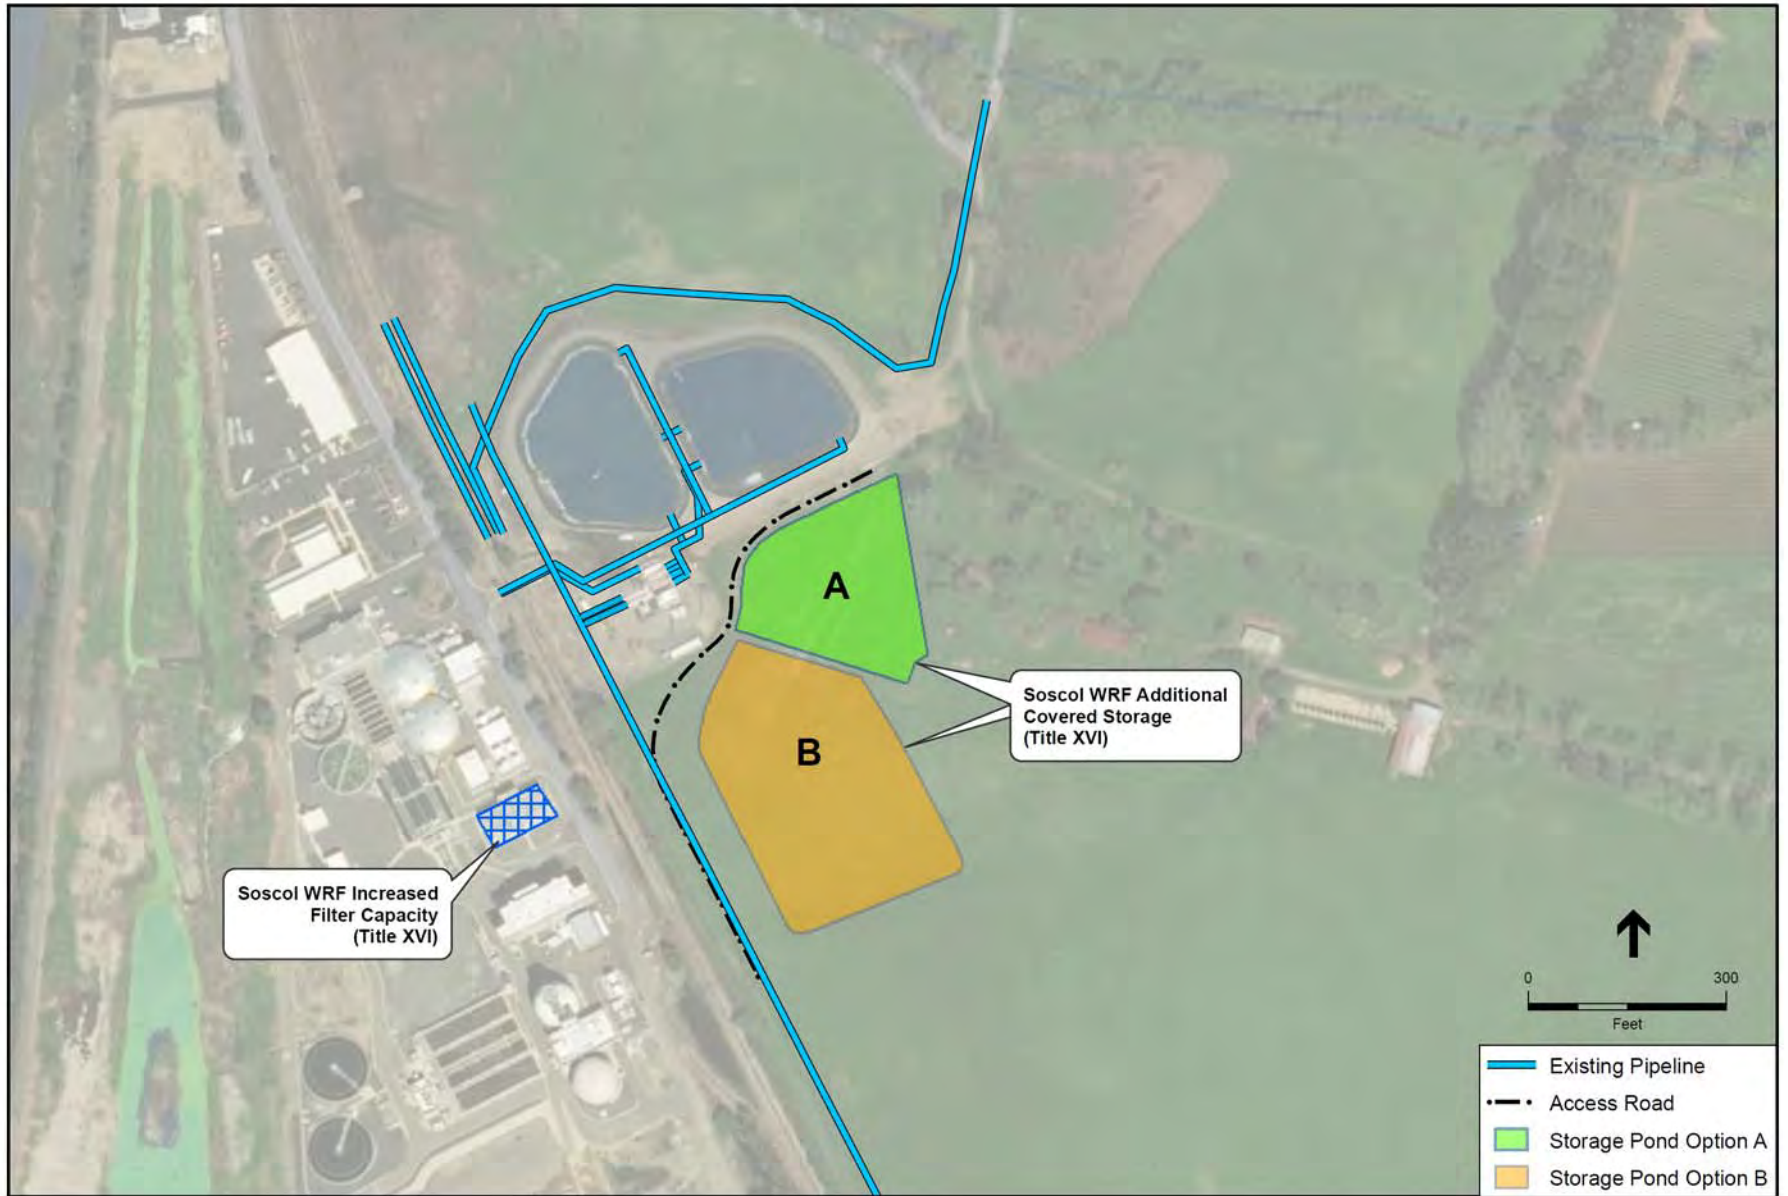 A
Soscol WRF Additional
Covered Storage
(Title XVI)
B
Soscol WRF Increased
Filter Capacity
(Title XVI)
0 300
Feet
Existing Pipeline
Access Road
Storage Pond Option A
Storage Pond Option B